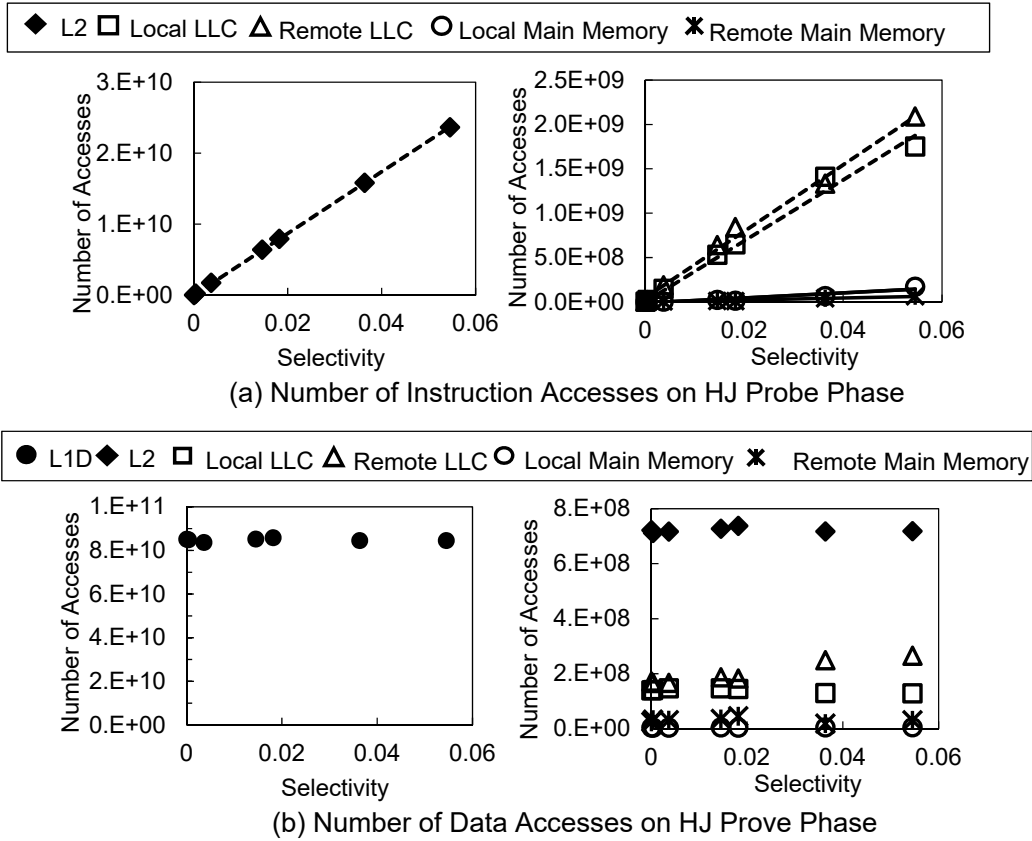 L2 Local LLC Remote LLC Local Main Memory Remote Main Memory
Number of Accesses
3.E+10
2.E+10
1.E+10
0.E+00
0 0.02 0.04 0.06
Selectivity
Number of Accesses
2.5E+09
2.0E+09
1.5E+09
1.0E+09
5.0E+08
0.0E+00
0.00 0.02 0.04 0.06
Selectivity
(a) Number of Instruction Accesses on HJ Probe Phase
L1D L2 Local LLC Remote LLC Local Main Memory Remote Main Memory
Number of Accesses
1.E+11
8.E+10
6.E+10
4.E+10
2.E+10
0.E+00
0 0.02 0.04 0.06
Selectivity
Number of Accesses
8.E+08
6.E+08
4.E+08
2.E+08
0.E+00
0 0.02 0.04 0.06
Selectivity
(b) Number of Data Accesses on HJ Prove Phase